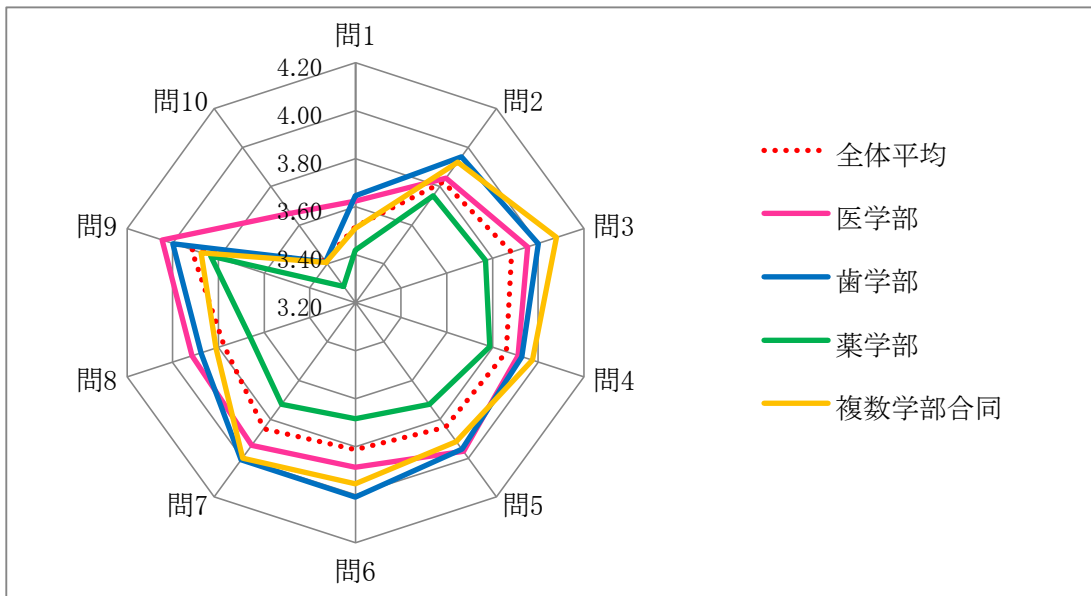 問1
問2
問3
問4
問5
問6
問7
問8
問9
問10
4.20
4.00
3.80
3.60
3.40
3.20
全体平均
医学部
歯学部
薬学部
複数学部合同